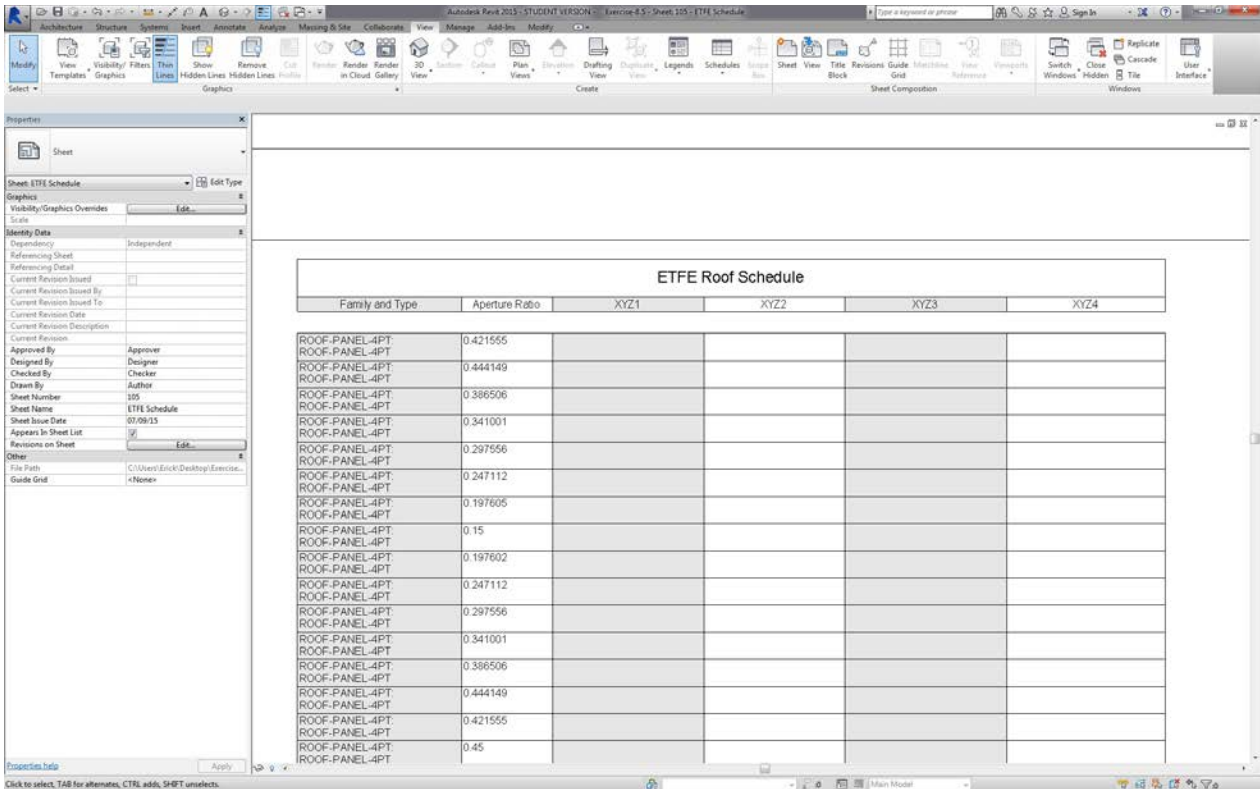 Autodesk Revit 2015 - STUDENT VERSION - Exercise-8.5 - Sheet: 105 - ETFE Schedule
Type a keyword or phrase
Sign In
Architecture Structure Systems Insert Annotate Analyze Massing & Site Collaborate View Manage Add-Ins Modify
Modify
View Templates
Visibility/ Graphics
Filters
Thin Lines
Show Hidden Lines
Remove Hidden Lines
Cut Profile
Render
Render in Cloud
Render Gallery
3D View
Section
Callout
Plan Views
Elevation
Drafting View
Duplicate View
Legends
Schedules
Scope Box
Sheet
View
Title Block
Revisions
Guide Grid
Matchline
View Reference
Viewports
Switch Windows
Close Hidden
Replicate
Cascade
Tile
User Interface
Select
Graphics
Create
Sheet Composition
Windows
Properties
Sheet
Sheet: ETFE Schedule
Edit Type
Graphics
Visibility/Graphics Overrides Edit...
Scale
Identity Data
Dependency Independent
Referencing Sheet
Referencing Detail
Current Revision Issued
Current Revision Issued By
Current Revision Issued To
Current Revision Date
Current Revision Description
Current Revision
Approved By Approver
Designed By Designer
Checked By Checker
Drawn By Author
Sheet Number 105
Sheet Name ETFE Schedule
Sheet Issue Date 07/09/15
Appears In Sheet List
Revisions on Sheet Edit...
Other
File Path C:\Users\Erick\Desktop\Exercise...
Guide Grid <None>
Properties help
Apply
ETFE Roof Schedule
Family and Type Aperture Ratio XYZ1 XYZ2 XYZ3 XYZ4
ROOF-PANEL-4PT: 0.421555
ROOF-PANEL-4PT
ROOF-PANEL-4PT: 0.444149
ROOF-PANEL-4PT
ROOF-PANEL-4PT: 0.386506
ROOF-PANEL-4PT
ROOF-PANEL-4PT: 0.341001
ROOF-PANEL-4PT
ROOF-PANEL-4PT: 0.297556
ROOF-PANEL-4PT
ROOF-PANEL-4PT: 0.247112
ROOF-PANEL-4PT
ROOF-PANEL-4PT: 0.197605
ROOF-PANEL-4PT
ROOF-PANEL-4PT: 0.15
ROOF-PANEL-4PT
ROOF-PANEL-4PT: 0.197602
ROOF-PANEL-4PT
ROOF-PANEL-4PT: 0.247112
ROOF-PANEL-4PT
ROOF-PANEL-4PT: 0.297556
ROOF-PANEL-4PT
ROOF-PANEL-4PT: 0.341001
ROOF-PANEL-4PT
ROOF-PANEL-4PT: 0.386506
ROOF-PANEL-4PT
ROOF-PANEL-4PT: 0.444149
ROOF-PANEL-4PT
ROOF-PANEL-4PT: 0.421555
ROOF-PANEL-4PT
ROOF-PANEL-4PT: 0.45
ROOF-PANEL-4PT
Click to select, TAB for alternates, CTRL adds, SHIFT unselects.
:0
Main Model
:0